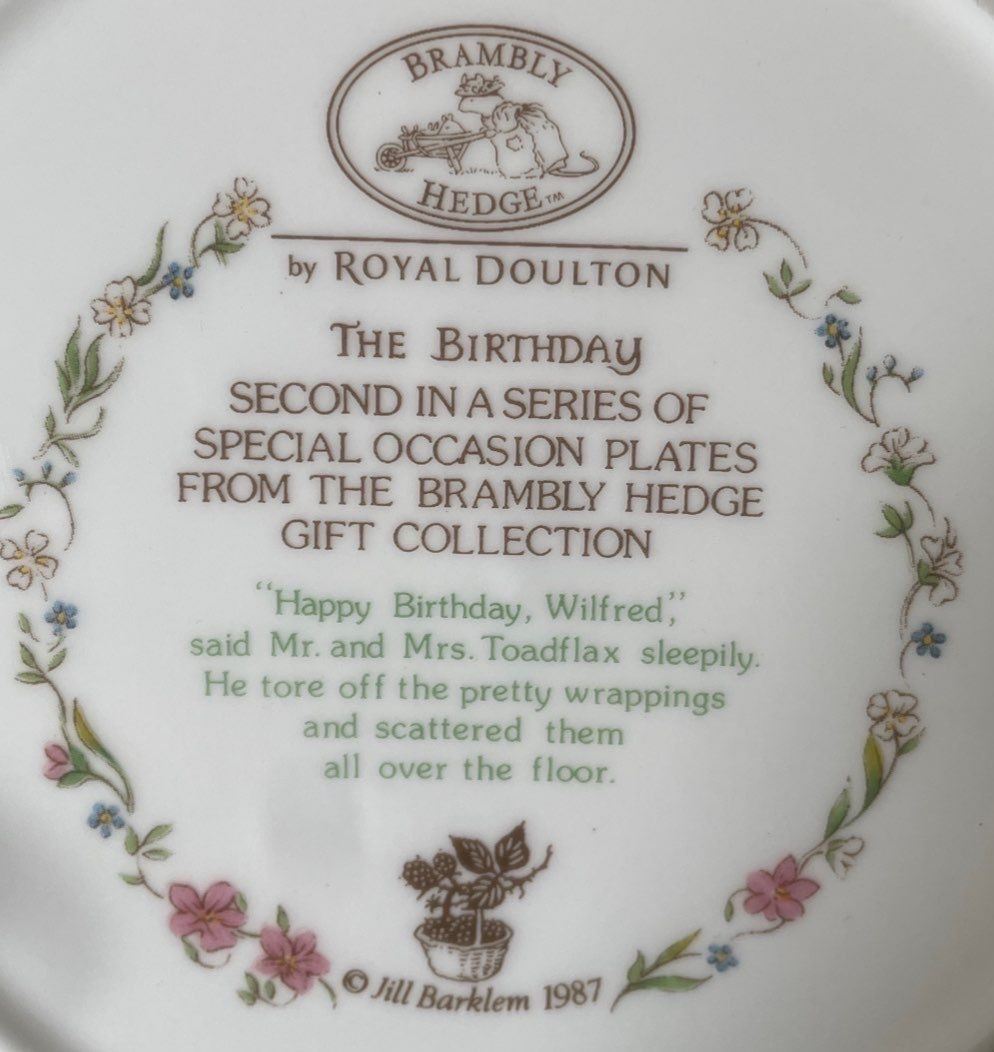 BRAMBLY
HEDGE™
by ROYAL DOULTON
THE BIRTHDAY
SECOND IN A SERIES OF
SPECIAL OCCASION PLATES
FROM THE BRAMBLY HEDGE
GIFT COLLECTION
“Happy Birthday, Wilfred,”
said Mr. and Mrs. Toadflax sleepily.
He tore off the pretty wrappings
and scattered them
all over the floor.
© Jill Barklem 1987